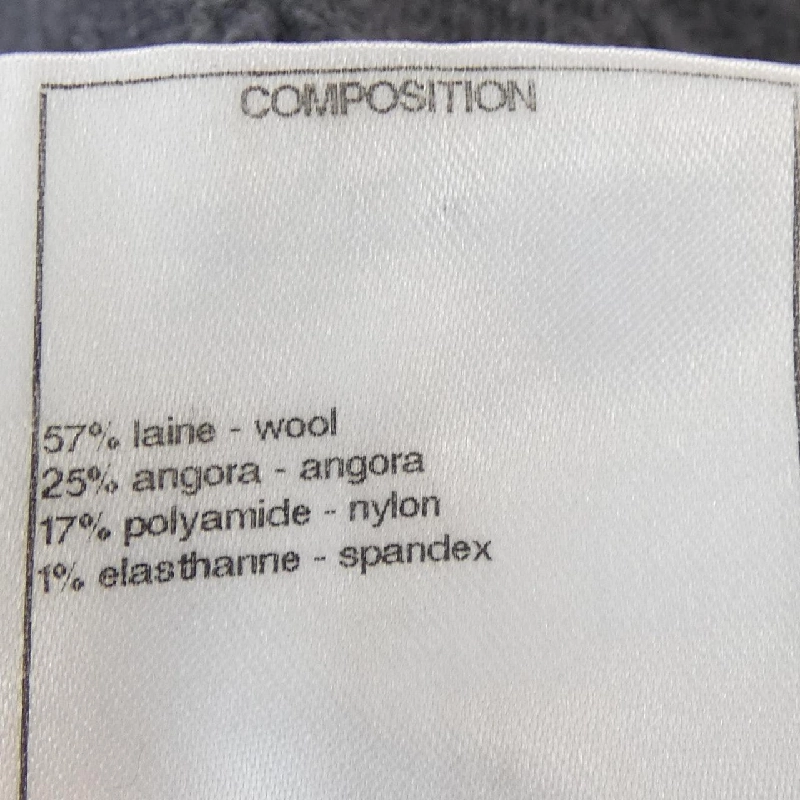 COMPOSITION
57% laine - wool
25% angora - angora
17% polyamide - nylon
1% elasthanne - spandex